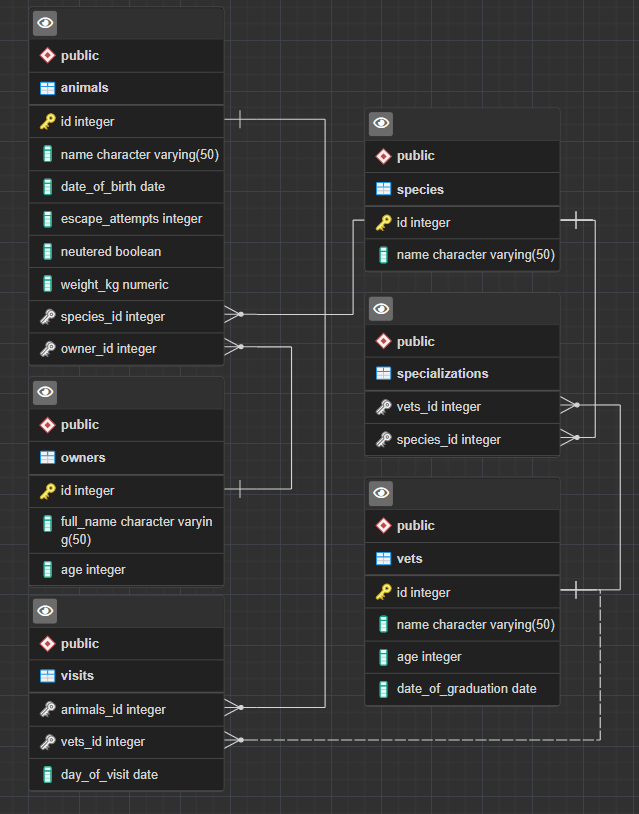 public
animals
id integer
name character varying(50)
date_of_birth date
escape_attempts integer
neutered boolean
weight_kg numeric
species_id integer
owner_id integer
public
owners
id integer
full_name character varyin
g(50)
age integer
public
visits
animals_id integer
vets_id integer
day_of_visit date
public
species
id integer
name character varying(50)
public
specializations
vets_id integer
species_id integer
public
vets
id integer
name character varying(50)
age integer
date_of_graduation date